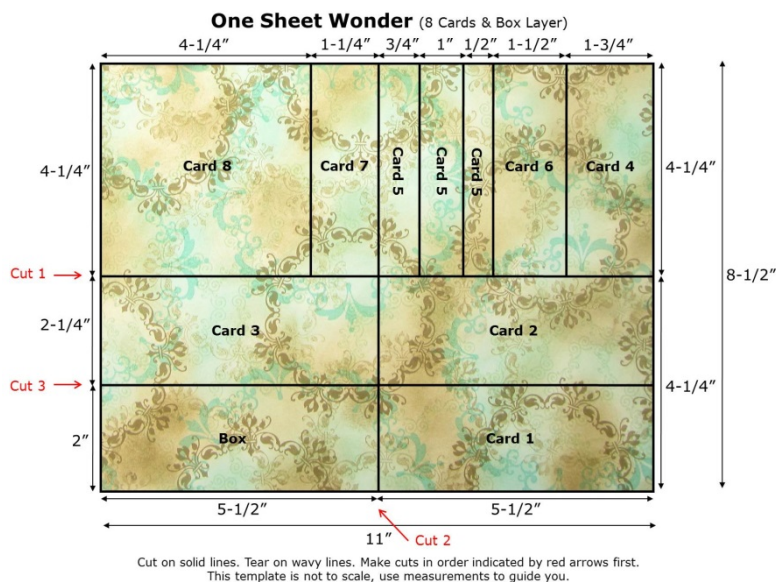 One Sheet Wonder (8 Cards & Box Layer)
4-1/4” 1-1/4” 3/4” 1” 1/2” 1-1/2” 1-3/4”
4-1/4” Card 8 Card 7 Card 5 Card 5 Card 5 Card 6 Card 4 4-1/4”
Cut 1 8-1/2”
2-1/4” Card 3 Card 2
Cut 3 4-1/4”
2” Box Card 1
5-1/2” 5-1/2”
11” Cut 2
Cut on solid lines. Tear on wavy lines. Make cuts in order indicated by red arrows first.
This template is not to scale, use measurements to guide you.